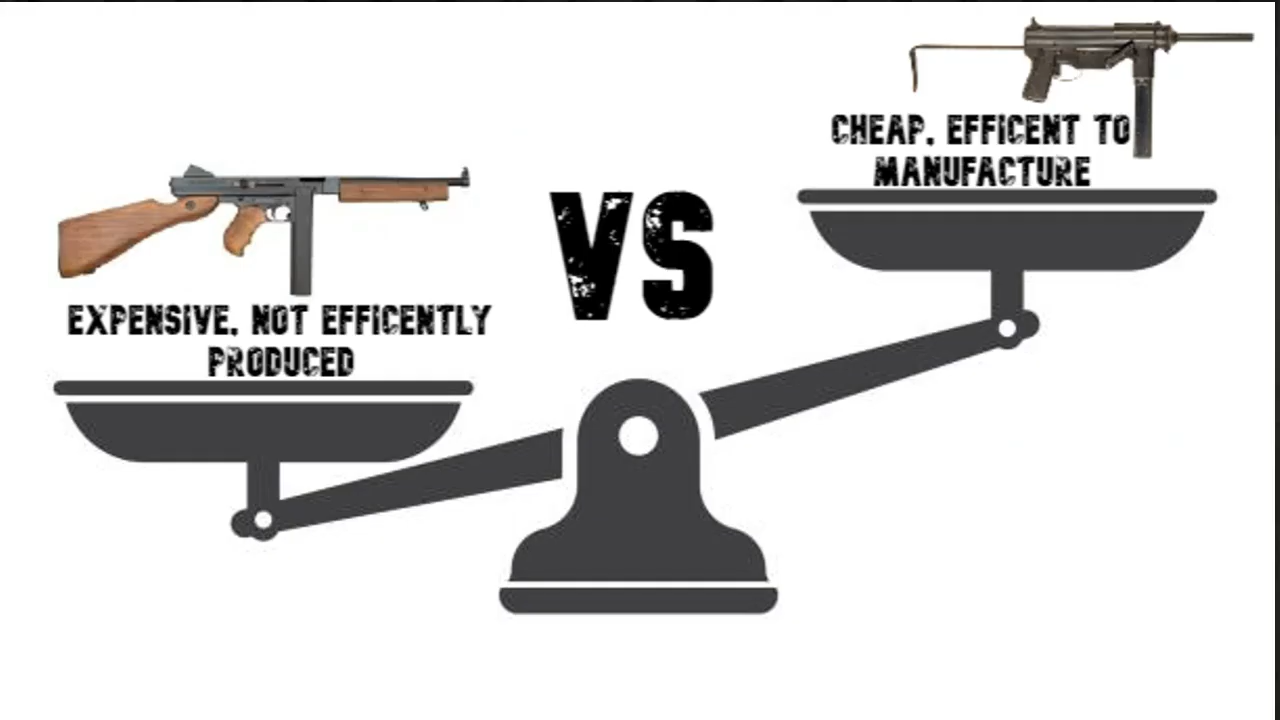 CHEAP, EFFICENT TO
MANUFACTURE
VS
EXPENSIVE, NOT EFFICENTLY
PRODUCED